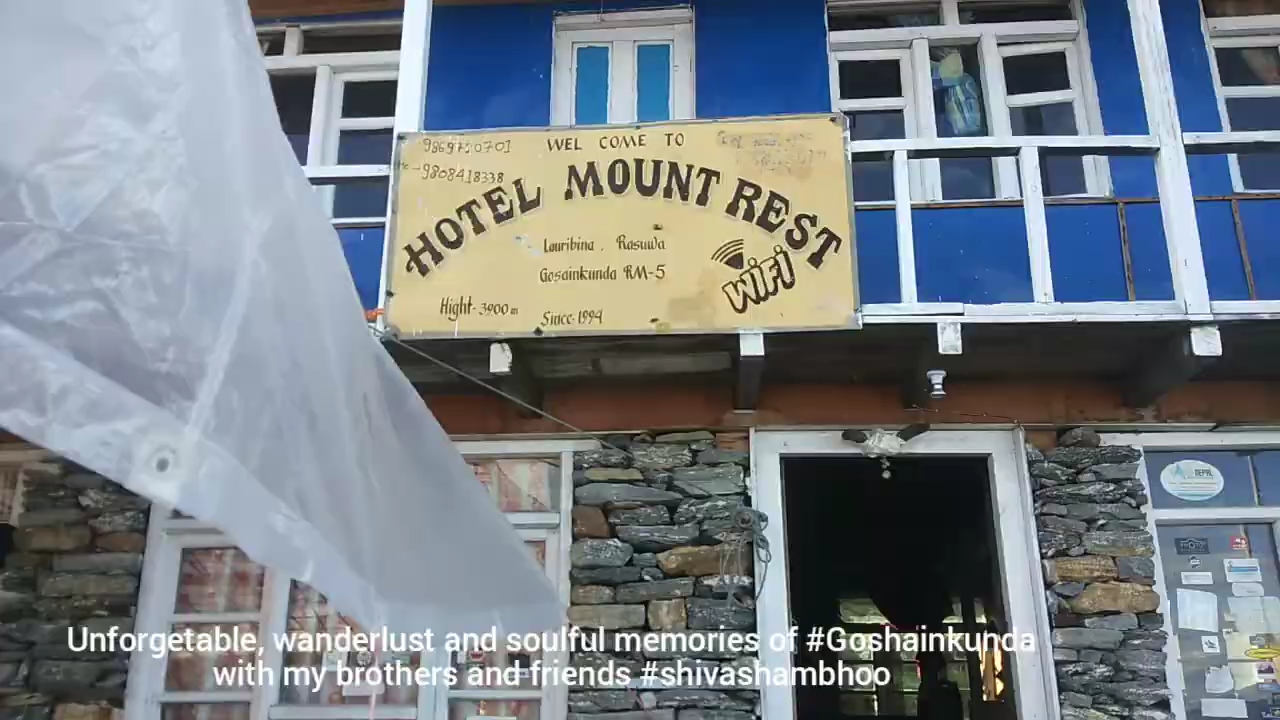 WEL COME TO
-9808418338
HOTEL MOUNT REST
Lauribina, Rasuwa
Gosainkunda RM-5
WiFi
Hight-3900m
Since-1994
NEPAL
Unforgetable, wanderlust and soulful memories of #Goshainkunda
with my brothers and friends #shivashambhoo